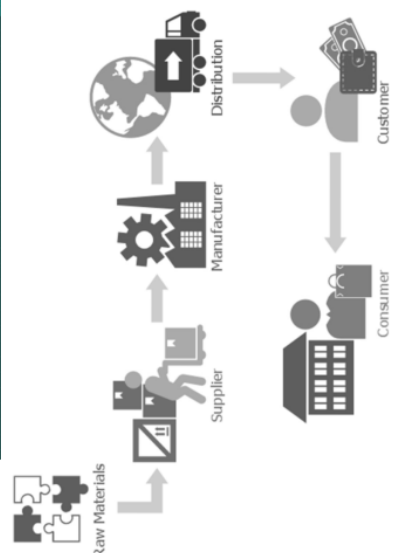 Raw Materials
Supplier
Manufacturer
Distribution
Customer
Consumer